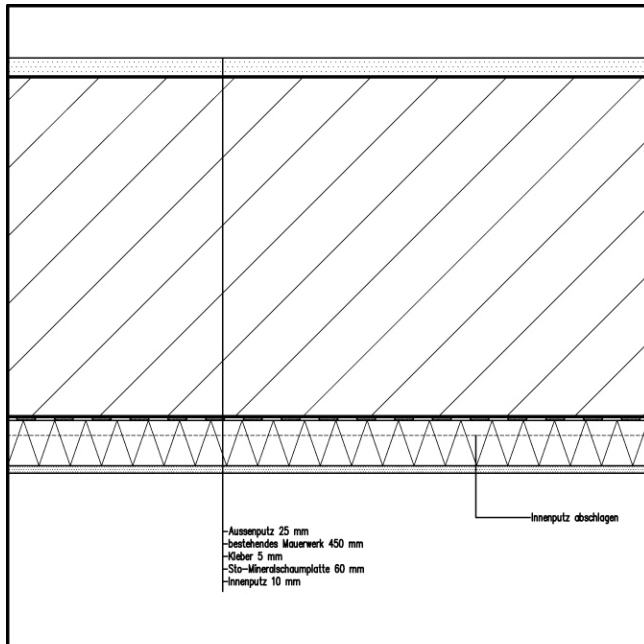 Innenputz abschlagen
Aussenputz 25 mm
bestehendes Mauerwerk 450 mm
Kleber 5 mm
Sto-Mineralschaumplatte 60 mm
Innenputz 10 mm